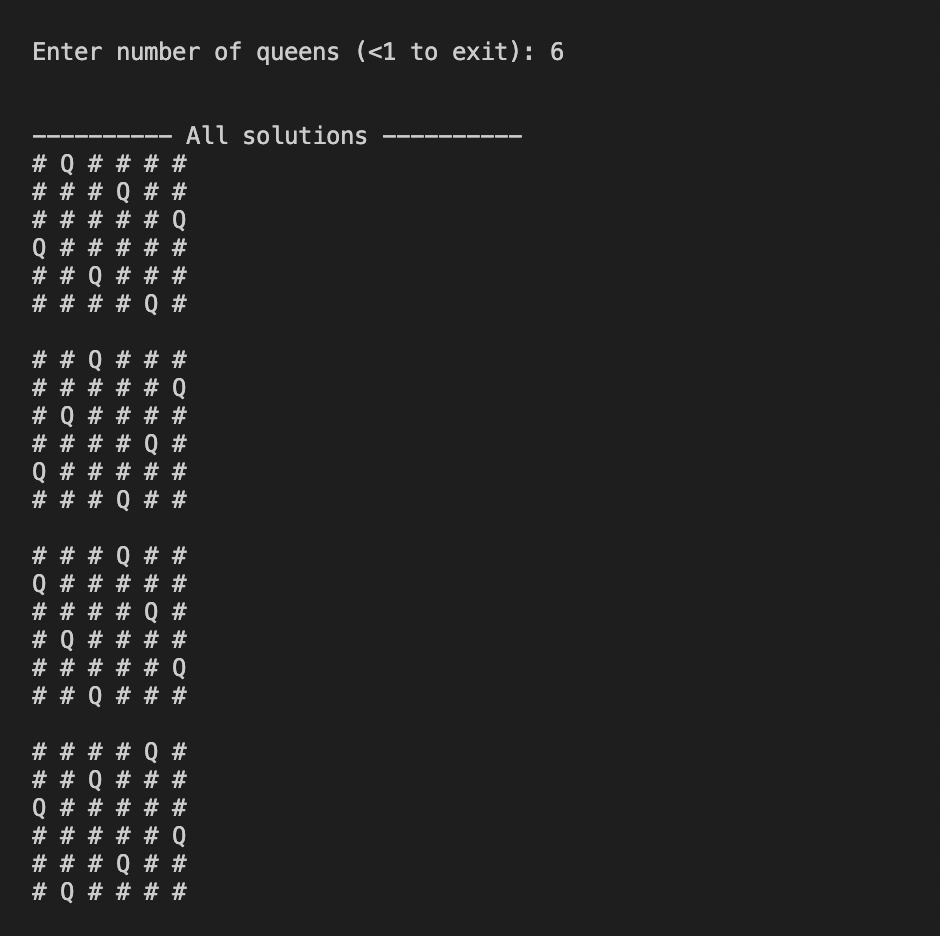 Enter number of queens (<1 to exit): 6
---------- All solutions ----------
# Q # # # #
# # # Q # #
# # # # # Q
Q # # # # #
# # Q # # #
# # # # Q #
# # Q # # #
# # # # # Q
# Q # # # #
# # # # Q #
Q # # # # #
# # # Q # #
# # # Q # #
Q # # # # #
# # # # Q #
# Q # # # #
# # # # # Q
# # Q # # #
# # # # Q #
# # Q # # #
Q # # # # #
# # # # # Q
# # # Q # #
# Q # # # #